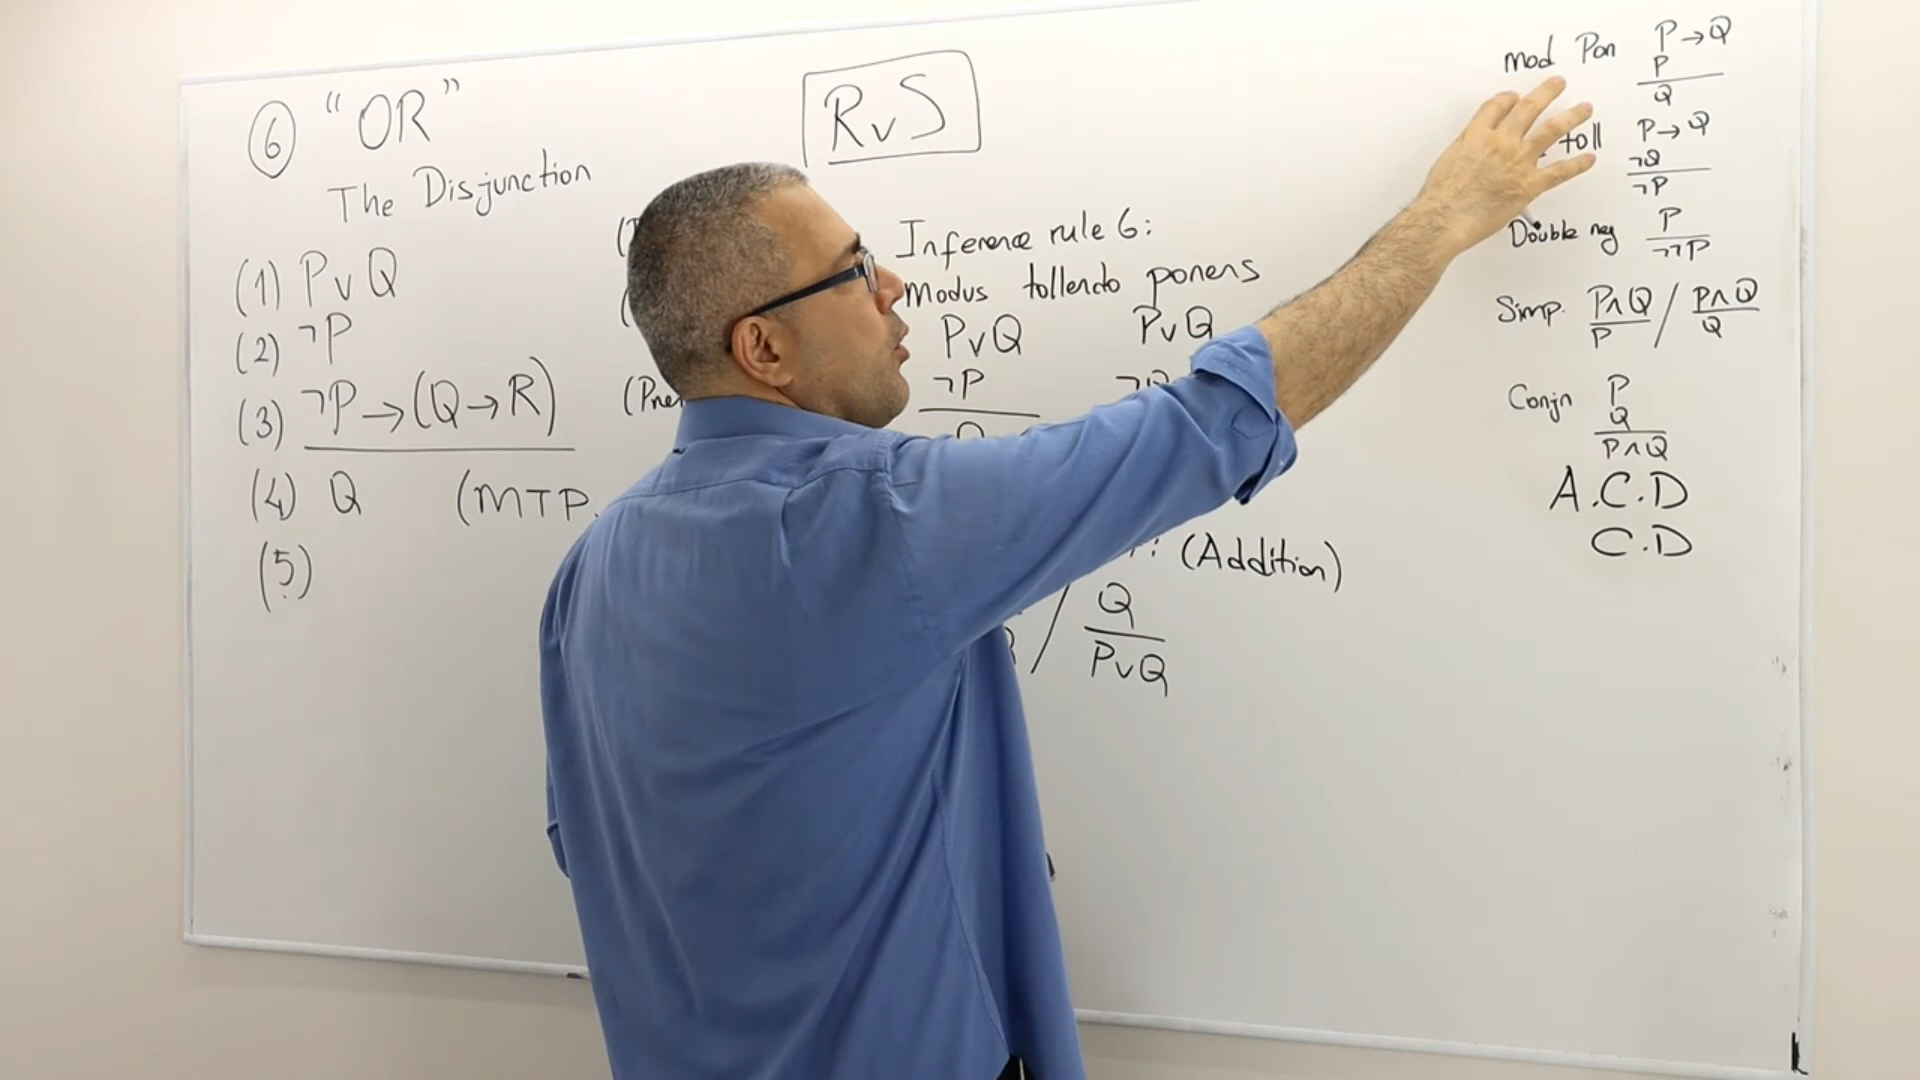 ⑥ "OR"
The Disjunction
(1) P∨Q
(2) ¬P
(3) ¬P→(Q→R)
(4) Q (MTP.
(5)
R∨S
Inference rule 6:
Modus tollendo ponens
P∨Q P∨Q
¬P
: (Addition)
/ Q
P∨Q
Mod Pon P→Q
P
Q
toll P→Q
¬Q
¬P
Double neg P
¬¬P
Simp. P∧Q / P∧Q
P Q
Conjn P
Q
P∧Q
A.C.D
C.D